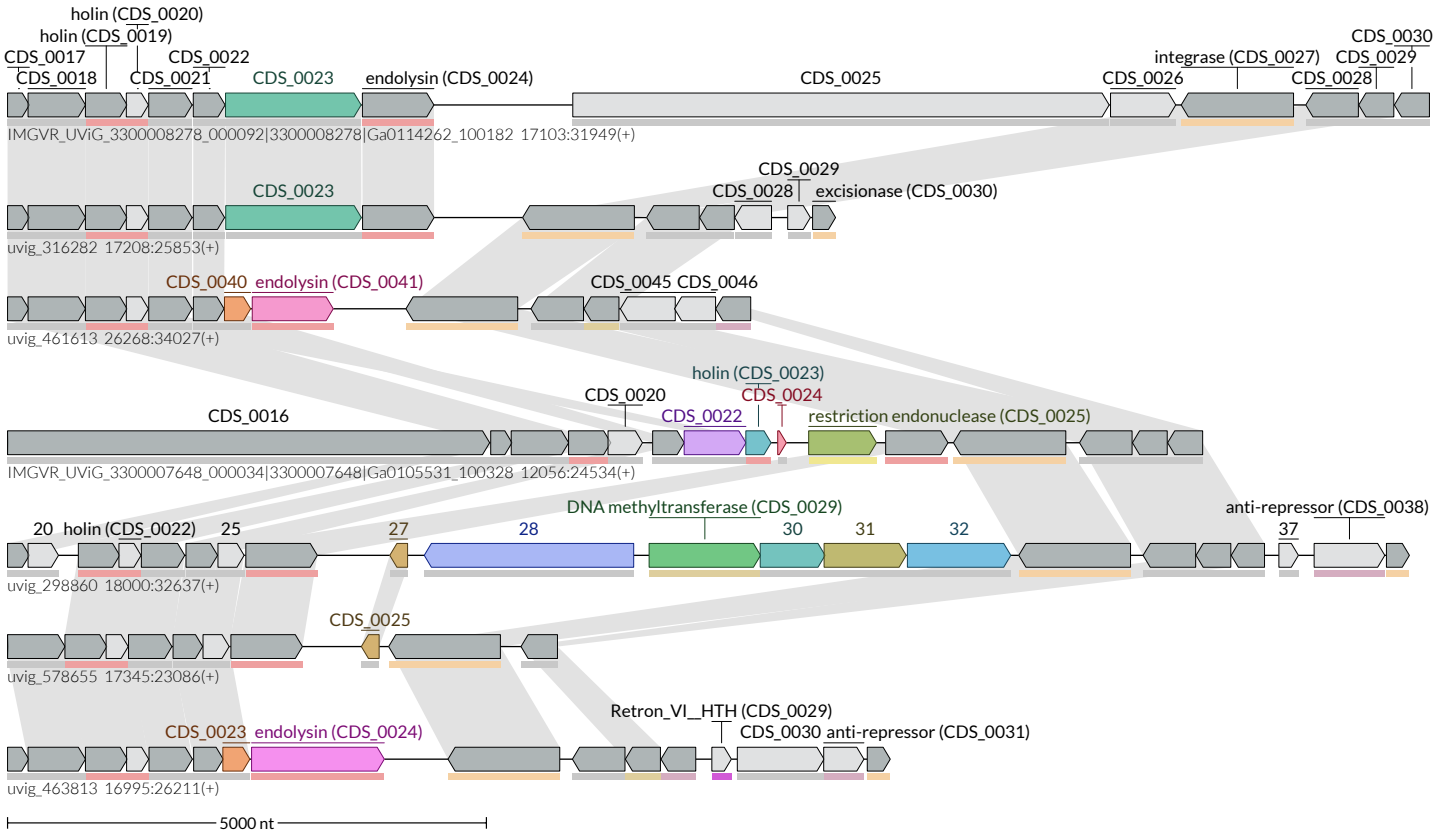 holin (CDS_0020)
holin (CDS_0019)
CDS_0030
CDS_0017 CDS_0022 integrase (CDS_0027) CDS_0029
CDS_0018 CDS_0021 CDS_0023 endolysin (CDS_0024) CDS_0025 CDS_0026 CDS_0028
IMGVR_UViG_3300008278_000092|3300008278|Ga0114262_100182 17103:31949(+)
CDS_0029
CDS_0023 CDS_0028 excisionase (CDS_0030)
uvig_316282 17208:25853(+)
CDS_0040 endolysin (CDS_0041) CDS_0045 CDS_0046
uvig_461613 26268:34027(+)
holin (CDS_0023)
CDS_0020 CDS_0024
CDS_0016 CDS_0022 restriction endonuclease (CDS_0025)
IMGVR_UViG_3300007648_000034|3300007648|Ga0105531_100328 12056:24534(+)
DNA methyltransferase (CDS_0029) anti-repressor (CDS_0038)
20 holin (CDS_0022) 25 27 28 30 31 32 37
uvig_298860 18000:32637(+)
CDS_0025
uvig_578655 17345:23086(+)
Retron_VI__HTH (CDS_0029)
CDS_0023 endolysin (CDS_0024) CDS_0030 anti-repressor (CDS_0031)
uvig_463813 16995:26211(+)
5000 nt